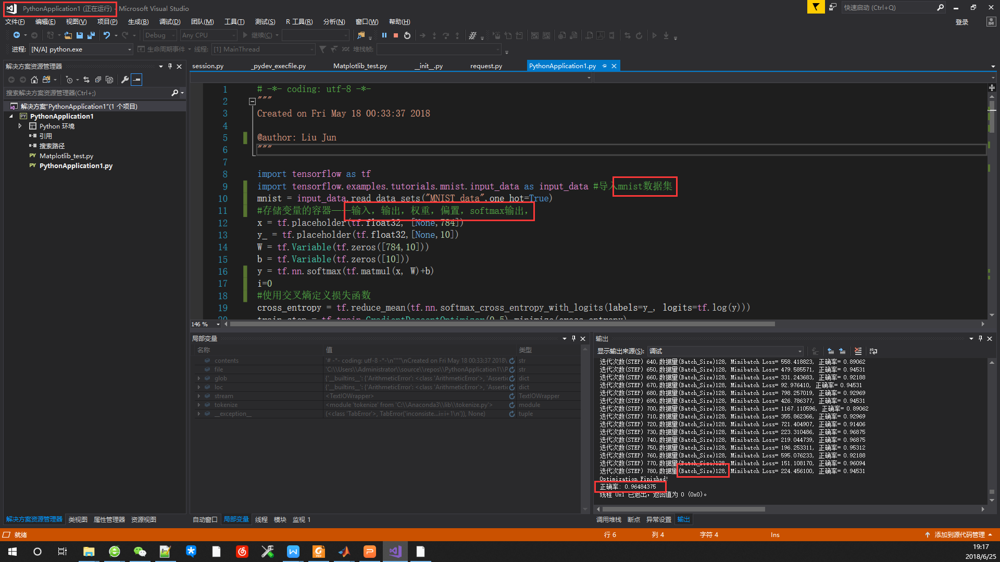 PythonApplication1 (正在运行) - Microsoft Visual Studio
快速启动 (Ctrl+Q)
文件(F) 编辑(E) 视图(V) 项目(P) 生成(B) 调试(D) 团队(M) 工具(T) 测试(S) R 工具(R) 分析(N) 窗口(W) 帮助(H)
登录
Debug Any CPU 继续(C)
进程: [N/A] python.exe 生命周期事件 线程: [1] MainThread 堆栈帧:
解决方案资源管理器
搜索解决方案资源管理器(Ctrl+;)
解决方案"PythonApplication1"(1 个项目)
PythonApplication1
Python 环境
引用
搜索路径
Matplotlib_test.py
PythonApplication1.py
session.py _pydev_execfile.py Matplotlib_test.py __init__.py request.py PythonApplication1.py
1 # -*- coding: utf-8 -*-
2 """
3 Created on Fri May 18 00:33:37 2018
4
5 @author: Liu Jun
6 """
7
8 import tensorflow as tf
9 import tensorflow.examples.tutorials.mnist.input_data as input_data #导入mnist数据集
10 mnist = input_data.read_data_sets("MNIST_data",one_hot=True)
11 #存储变量的容器——输入，输出，权重，偏置，softmax输出，
12 x = tf.placeholder(tf.float32, [None,784])
13 y_ = tf.placeholder(tf.float32,[None,10])
14 W = tf.Variable(tf.zeros([784,10]))
15 b = tf.Variable(tf.zeros([10]))
16 y = tf.nn.softmax(tf.matmul(x, W)+b)
17 i=0
18 #使用交叉熵定义损失函数
19 cross_entropy = tf.reduce_mean(tf.nn.softmax_cross_entropy_with_logits(labels=y_, logits=tf.log(y)))
20 train_step = tf.train.GradientDescentOptimizer(0.5).minimize(cross_entropy)
146 %
局部变量
名称 值 类型
contents '# -*- coding: utf-8 -*-\n"""\nCreated on Fri May 18 00:33:37 2018\ str
file 'C:\\Users\\Administrator\\source\\repos\\PythonApplication1\\P str
glob {'__builtins__': {'ArithmeticError': <class 'ArithmeticError'>, 'Asserti dict
loc {'__builtins__': {'ArithmeticError': <class 'ArithmeticError'>, 'Asserti dict
stream <TextIOWrapper> TextIOWrapper
tokenize <module 'tokenize' from 'C:\\Anaconda3\\lib\\tokenize.py'> module
__exception__ (<class 'TabError'>, TabError('inconsiste...i=i+1\n')), None) tuple
自动窗口 局部变量 线程 模块 监视 1
输出
显示输出来源(S): 调试
迭代次数(STEP) 640,数据量(Batch_Size)128, Minibatch Loss= 558.418823, 正确率= 0.89062
迭代次数(STEP) 650,数据量(Batch_Size)128, Minibatch Loss= 479.585571, 正确率= 0.94531
迭代次数(STEP) 660,数据量(Batch_Size)128, Minibatch Loss= 331.243683, 正确率= 0.92188
迭代次数(STEP) 670,数据量(Batch_Size)128, Minibatch Loss= 92.976410, 正确率= 0.94531
迭代次数(STEP) 680,数据量(Batch_Size)128, Minibatch Loss= 798.257019, 正确率= 0.92969
迭代次数(STEP) 690,数据量(Batch_Size)128, Minibatch Loss= 426.786377, 正确率= 0.94531
迭代次数(STEP) 700,数据量(Batch_Size)128, Minibatch Loss= 1167.110596, 正确率= 0.89062
迭代次数(STEP) 710,数据量(Batch_Size)128, Minibatch Loss= 355.862366, 正确率= 0.92969
迭代次数(STEP) 720,数据量(Batch_Size)128, Minibatch Loss= 721.404907, 正确率= 0.91406
迭代次数(STEP) 730,数据量(Batch_Size)128, Minibatch Loss= 223.310486, 正确率= 0.96875
迭代次数(STEP) 740,数据量(Batch_Size)128, Minibatch Loss= 219.044739, 正确率= 0.96875
迭代次数(STEP) 750,数据量(Batch_Size)128, Minibatch Loss= 196.253311, 正确率= 0.95312
迭代次数(STEP) 760,数据量(Batch_Size)128, Minibatch Loss= 595.076233, 正确率= 0.92188
迭代次数(STEP) 770,数据量(Batch_Size)128, Minibatch Loss= 151.108170, 正确率= 0.96094
迭代次数(STEP) 780,数据量(Batch_Size)128, Minibatch Loss= 224.456100, 正确率= 0.94531
Optimization Finished!
正确率: 0.96484375
线程 0x1 已退出，返回值为 0 (0x0)。
调用堆栈 断点 异常设置 输出
解决方案资源管理器 类视图 属性管理器 资源视图
就绪 行 6 列 4 字符 4 Ins 添加到源代码管理
19:17
2018/6/25